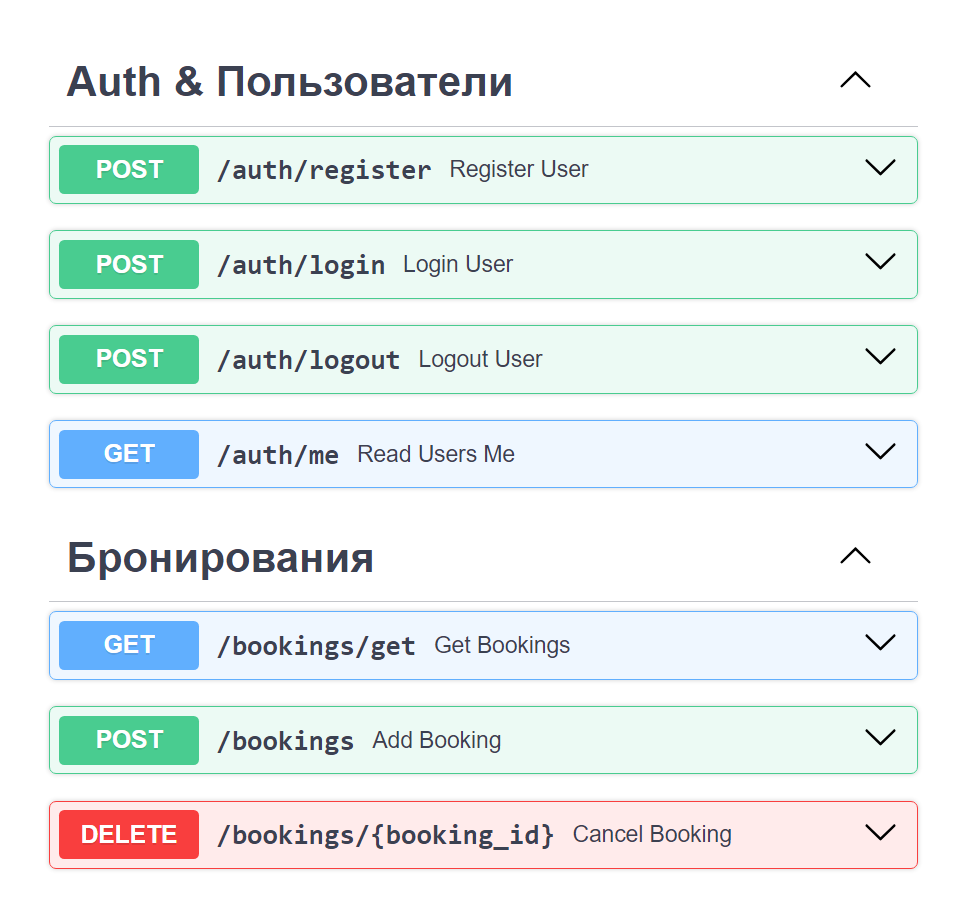 Auth & Пользователи
POST /auth/register Register User
POST /auth/login Login User
POST /auth/logout Logout User
GET /auth/me Read Users Me
Бронирования
GET /bookings/get Get Bookings
POST /bookings Add Booking
DELETE /bookings/{booking_id} Cancel Booking